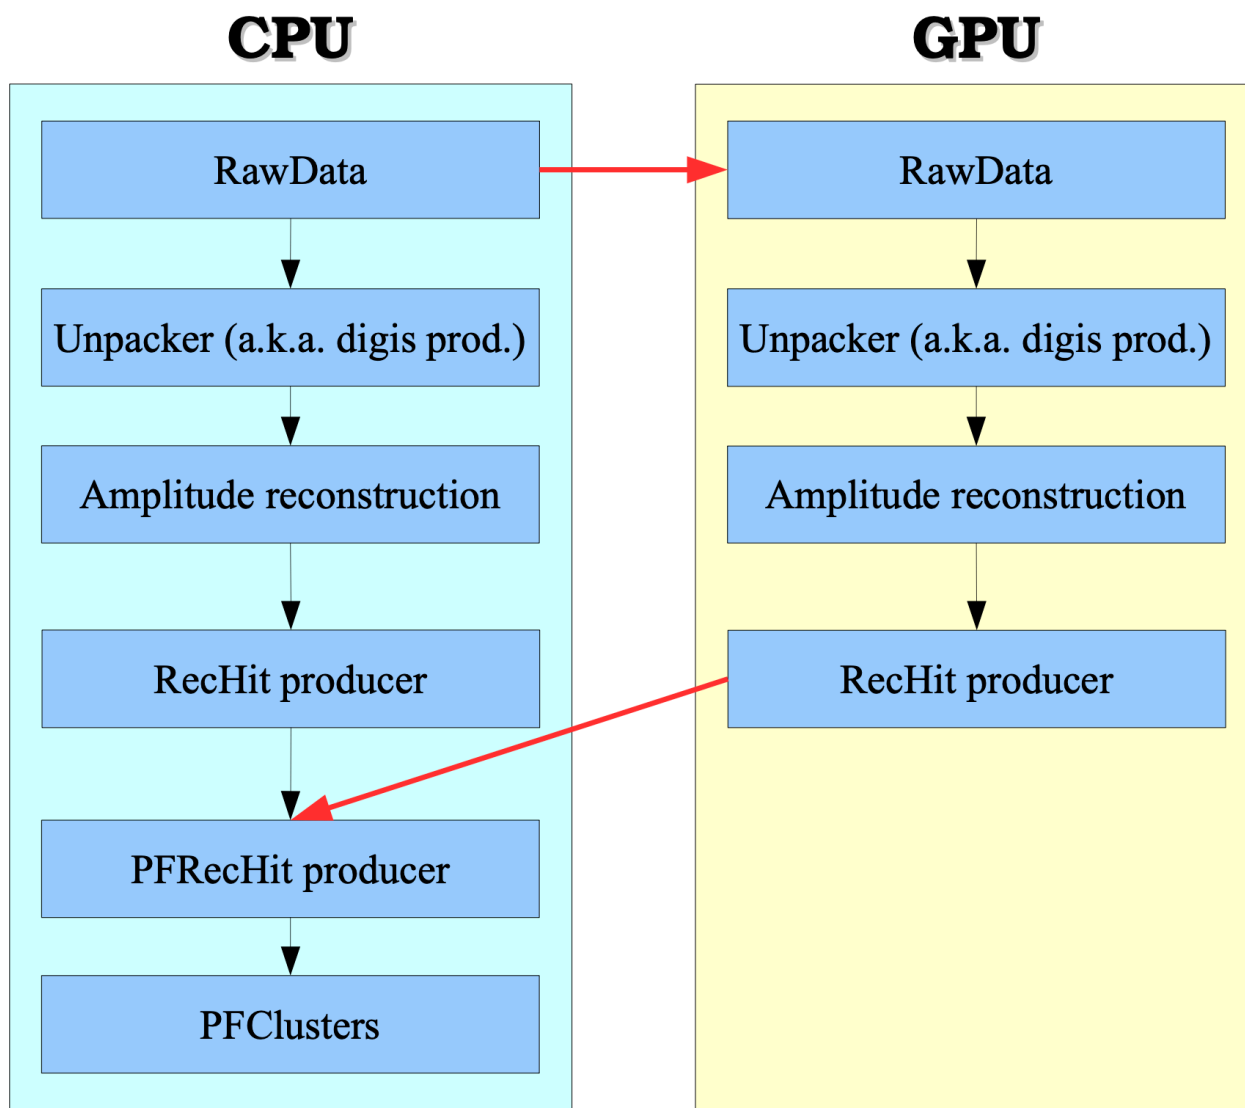 CPU
RawData
Unpacker (a.k.a. digis prod.)
Amplitude reconstruction
RecHit producer
PFRecHit producer
PFClusters
GPU
RawData
Unpacker (a.k.a. digis prod.)
Amplitude reconstruction
RecHit producer